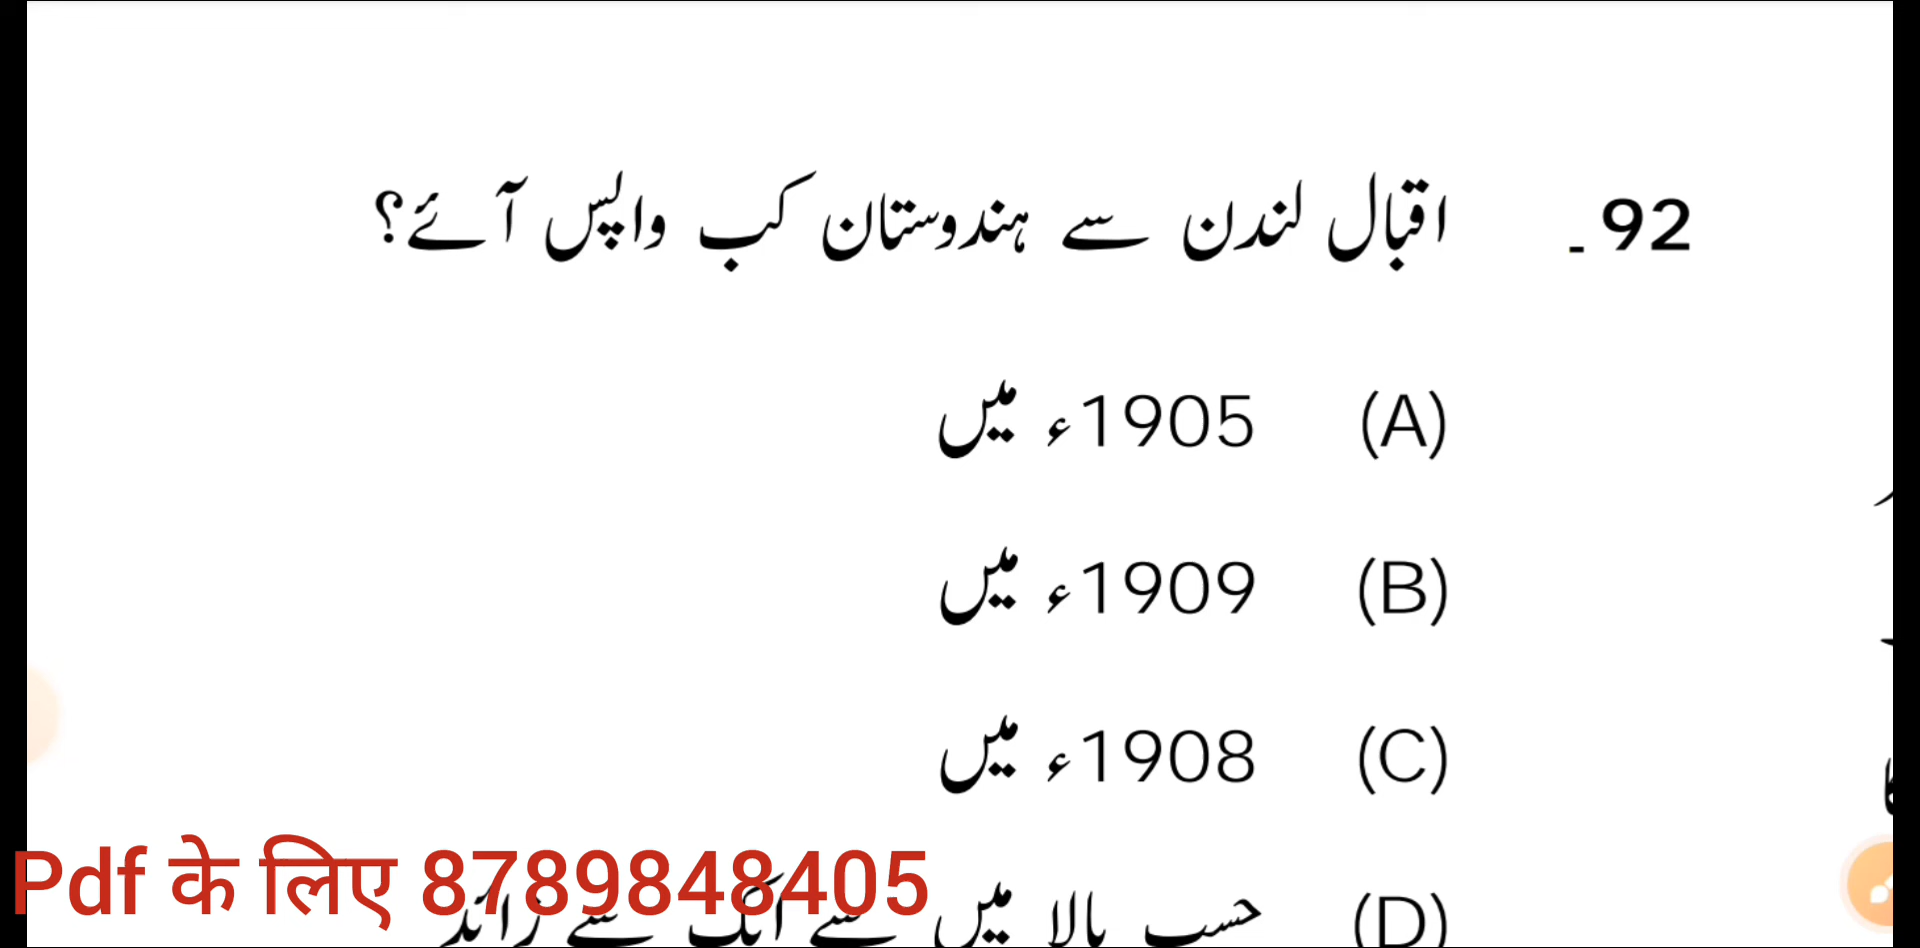 92۔ اقبال لندن سے ہندوستان کب واپس آئے؟
(A) 1905ء میں
(B) 1909ء میں
(C) 1908ء میں
(D) حسب بالا میں سے ایک سے زائد
Pdf के लिए 8789848405